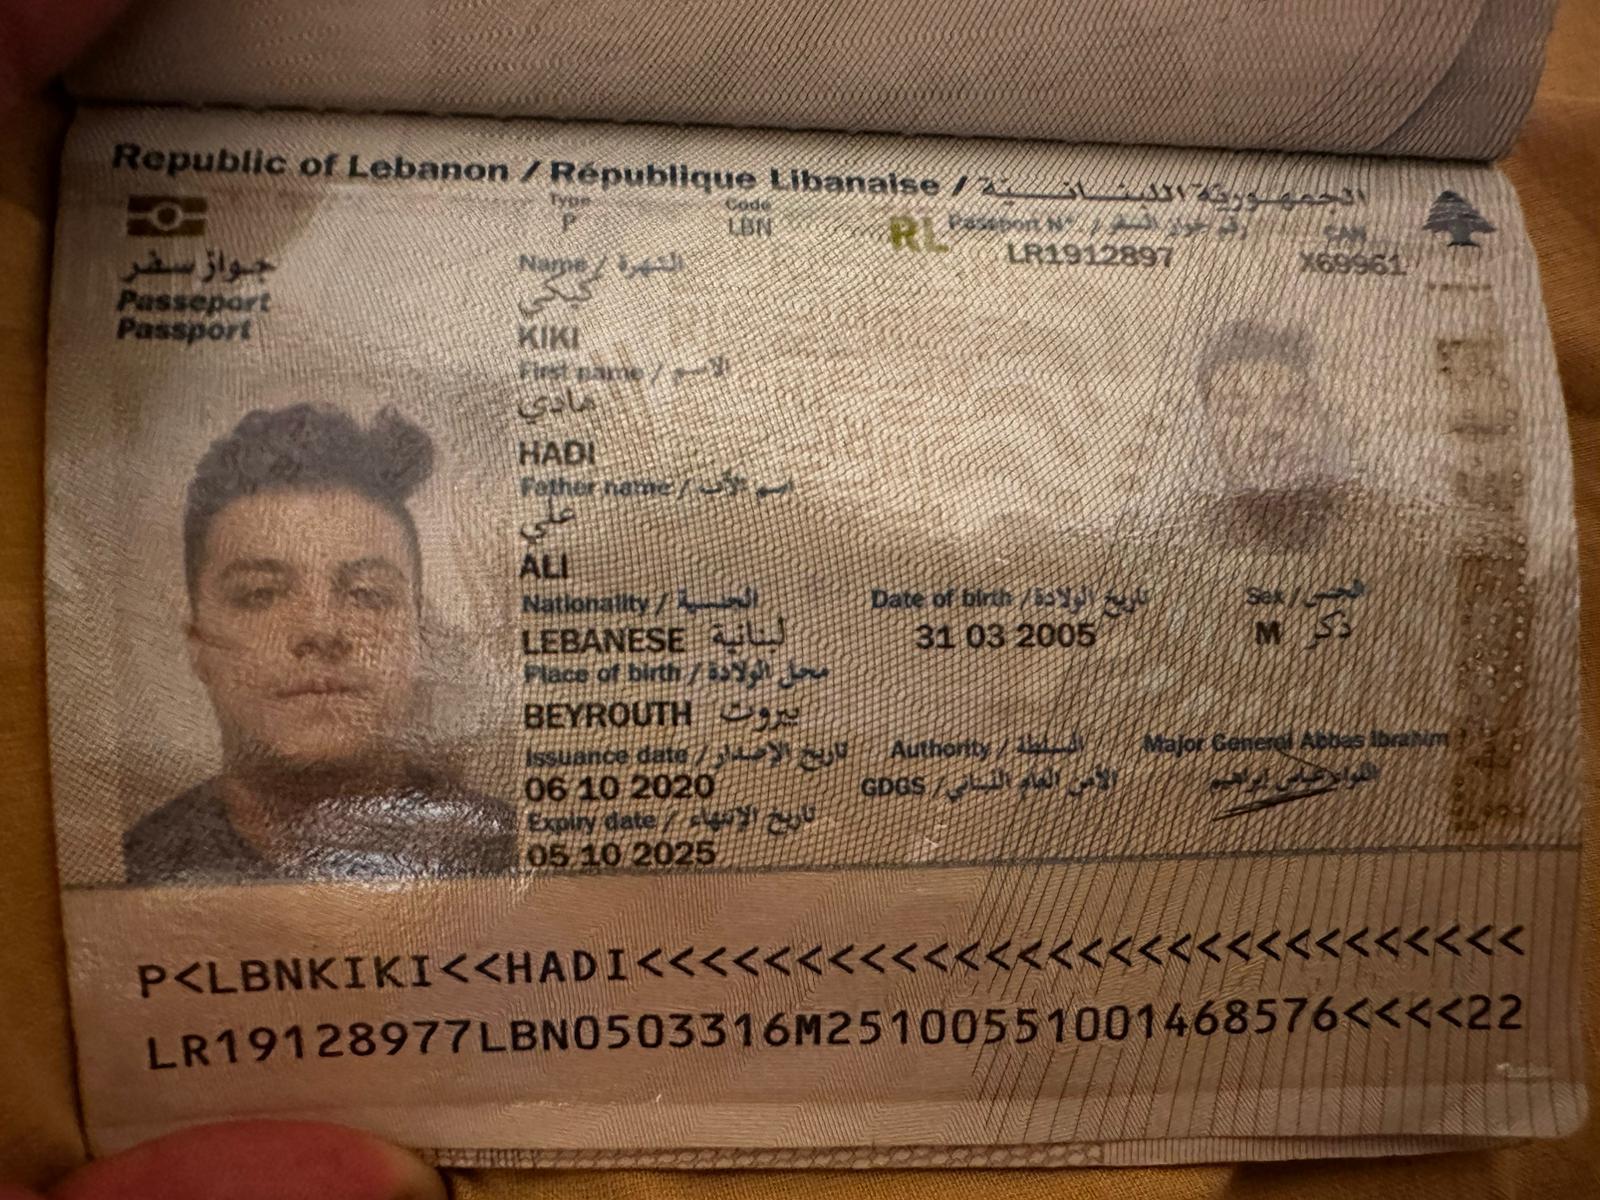 Republic of Lebanon / République Libanaise / الجمهورية اللبنانية
جواز سفر
Passeport
Passport
Type
P
Code
LBN
RL
Passport N° / رقم جواز السفر
LR1912897
CAN
X69961
Name / الشهرة
كيكي
KIKI
First name / الاسم
هادي
HADI
Father name / اسم الأب
علي
ALI
Nationality / الجنسية
LEBANESE لبنانية
Date of birth / تاريخ الولادة
31 03 2005
Sex / الجنس
M ذكر
Place of birth / محل الولادة
BEYROUTH بيروت
Issuance date / تاريخ الإصدار
06 10 2020
Authority / السلطة
GDGS / الأمن العام اللبناني
Major General Abbas Ibrahim
اللواء عباس إبراهيم
Expiry date / تاريخ الانتهاء
05 10 2025
P<LBNKIKI<<HADI<<<<<<<<<<<<<<<<<<<<<<<<<<<<<
LR19128977LBN0503316M2510055100146857​6<<<<22